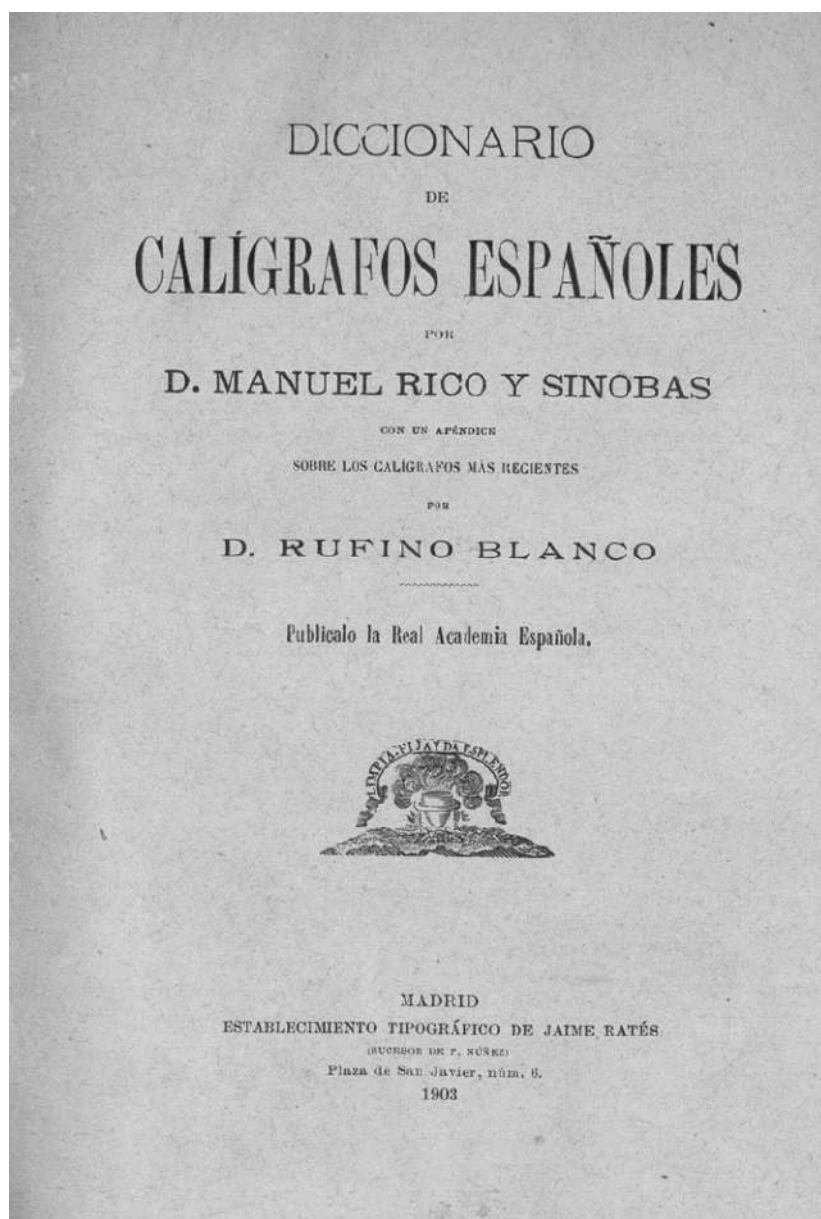 DICCIONARIO
DE
CALÍGRAFOS ESPAÑOLES
POR
D. MANUEL RICO Y SINOBAS
CON UN APÉNDICE
SOBRE LOS CALÍGRAFOS MÁS RECIENTES
POR
D. RUFINO BLANCO
Publícalo la Real Academia Española.
LIMPIA, FIJA Y DA ESPLENDOR
MADRID
ESTABLECIMIENTO TIPOGRÁFICO DE JAIME RATÉS
(SUCESOR DE P. NÚÑEZ)
Plaza de San Javier, núm. 6.
1903